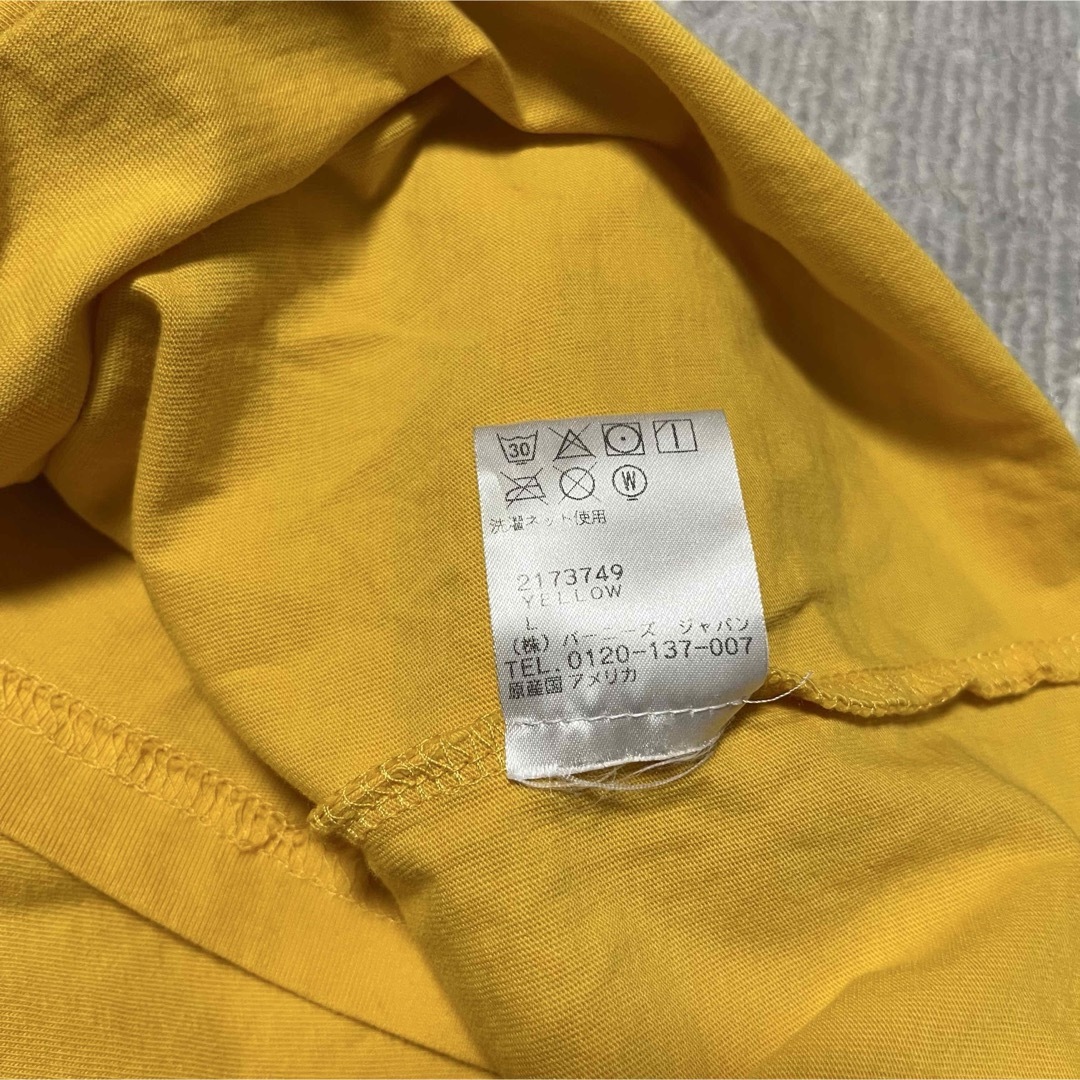 30
W
洗濯ネット使用
2173749
YELLOW
L
(株) バーニーズ ジャパン
TEL. 0120-137-007
原産国 アメリカ